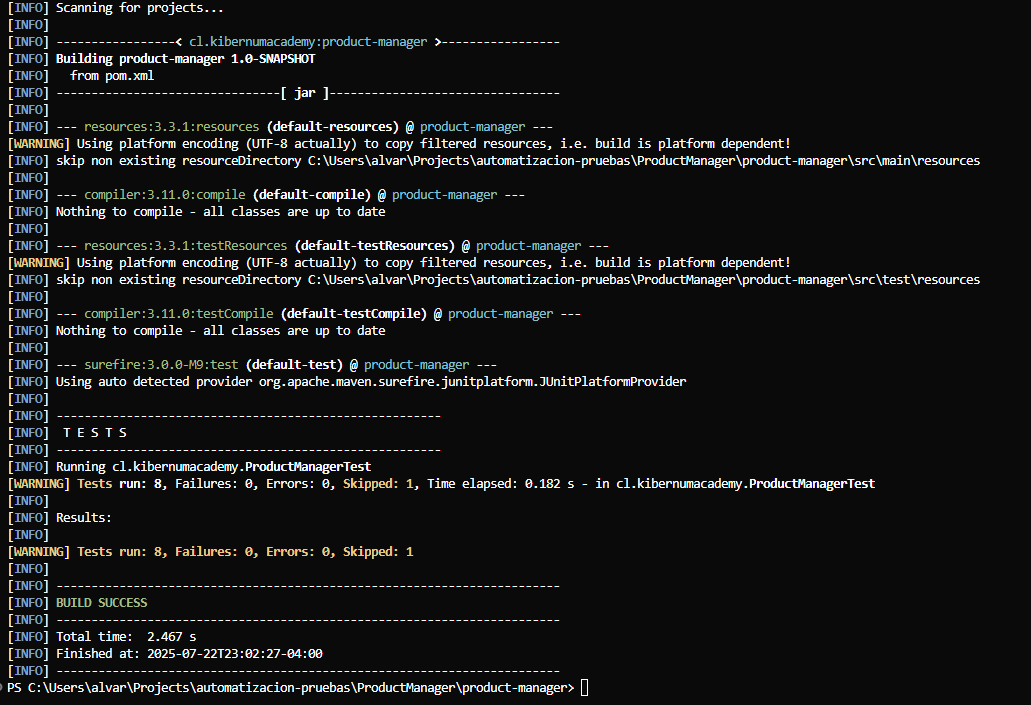 [INFO] Scanning for projects...
[INFO]
[INFO] -----------------< cl.kibernumacademy:product-manager >-----------------
[INFO] Building product-manager 1.0-SNAPSHOT
[INFO]   from pom.xml
[INFO] --------------------------------[ jar ]---------------------------------
[INFO]
[INFO] --- resources:3.3.1:resources (default-resources) @ product-manager ---
[WARNING] Using platform encoding (UTF-8 actually) to copy filtered resources, i.e. build is platform dependent!
[INFO] skip non existing resourceDirectory C:\Users\alvar\Projects\automatizacion-pruebas\ProductManager\product-manager\src\main\resources
[INFO]
[INFO] --- compiler:3.11.0:compile (default-compile) @ product-manager ---
[INFO] Nothing to compile - all classes are up to date
[INFO]
[INFO] --- resources:3.3.1:testResources (default-testResources) @ product-manager ---
[WARNING] Using platform encoding (UTF-8 actually) to copy filtered resources, i.e. build is platform dependent!
[INFO] skip non existing resourceDirectory C:\Users\alvar\Projects\automatizacion-pruebas\ProductManager\product-manager\src\test\resources
[INFO]
[INFO] --- compiler:3.11.0:testCompile (default-testCompile) @ product-manager ---
[INFO] Nothing to compile - all classes are up to date
[INFO]
[INFO] --- surefire:3.0.0-M9:test (default-test) @ product-manager ---
[INFO] Using auto detected provider org.apache.maven.surefire.junitplatform.JUnitPlatformProvider
[INFO]
[INFO] -------------------------------------------------------
[INFO]  T E S T S
[INFO] -------------------------------------------------------
[INFO] Running cl.kibernumacademy.ProductManagerTest
[WARNING] Tests run: 8, Failures: 0, Errors: 0, Skipped: 1, Time elapsed: 0.182 s - in cl.kibernumacademy.ProductManagerTest
[INFO]
[INFO] Results:
[INFO]
[WARNING] Tests run: 8, Failures: 0, Errors: 0, Skipped: 1
[INFO]
[INFO] ------------------------------------------------------------------------
[INFO] BUILD SUCCESS
[INFO] ------------------------------------------------------------------------
[INFO] Total time:  2.467 s
[INFO] Finished at: 2025-07-22T23:02:27-04:00
[INFO] ------------------------------------------------------------------------
PS C:\Users\alvar\Projects\automatizacion-pruebas\ProductManager\product-manager>